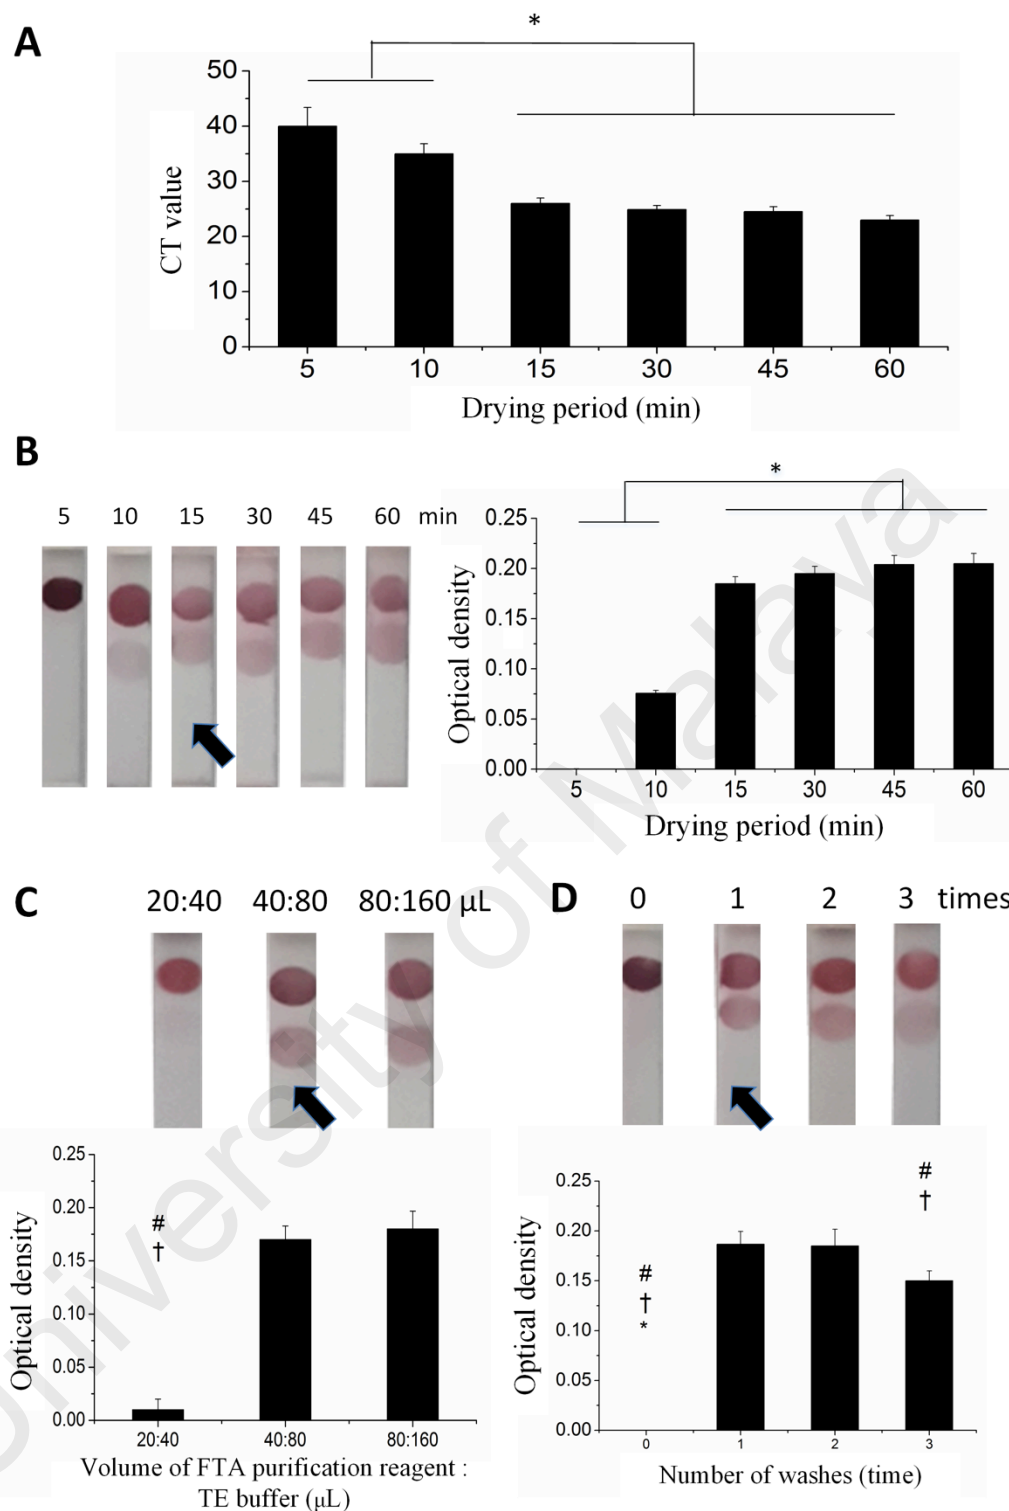 A
*
50
40
30
20
10
0
CT value
5 10 15 30 45 60
Drying period (min)
B
5 10 15 30 45 60 min
*
0.25
0.20
0.15
0.10
0.05
0.00
Optical density
5 10 15 30 45 60
Drying period (min)
C
20:40 40:80 80:160 µL
0.25
0.20
0.15
0.10
0.05
0.00
Optical density
#
†
20:40 40:80 80:160
Volume of FTA purification reagent :
TE buffer (µL)
D
0 1 2 3 times
0.25
0.20
0.15
0.10
0.05
0.00
Optical density
#
†
*
#
†
0 1 2 3
Number of washes (time)
University of Malaya